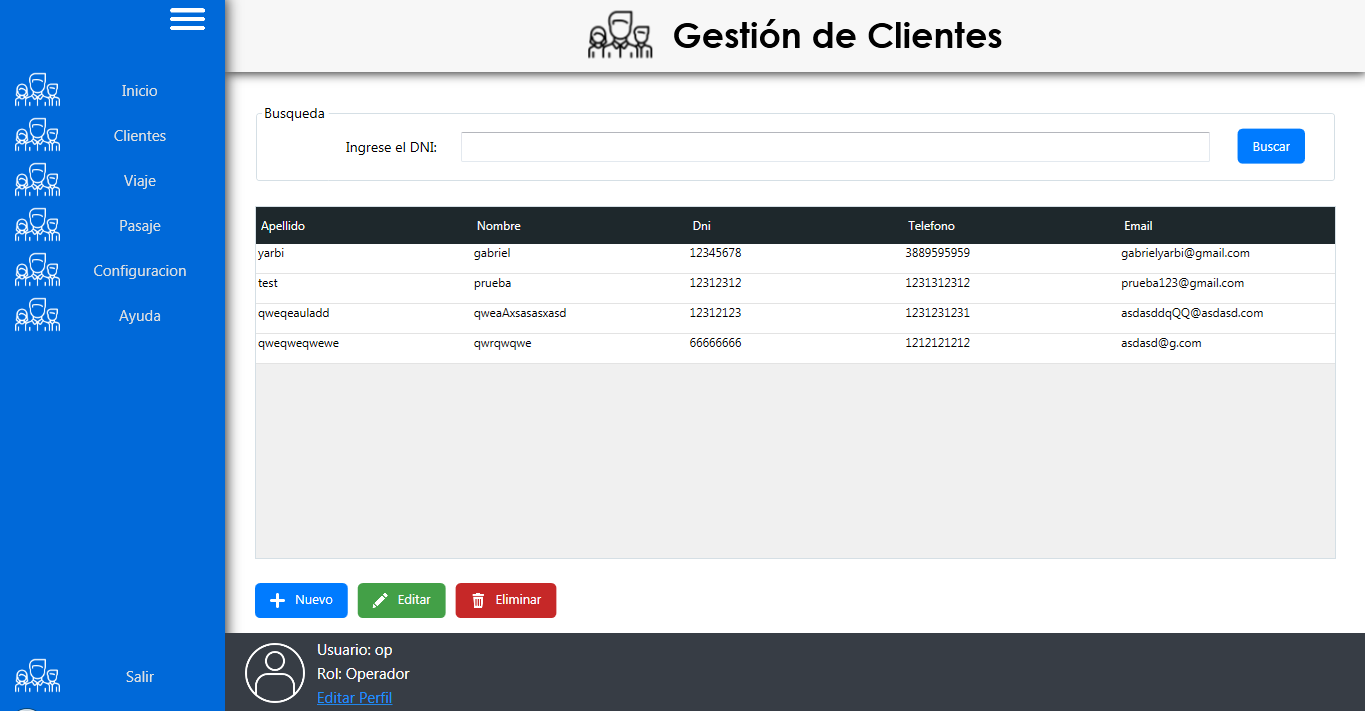 Gestión de Clientes
Inicio
Clientes
Viaje
Pasaje
Configuracion
Ayuda
Salir
Busqueda
Ingrese el DNI:
Buscar
Apellido Nombre Dni Telefono Email
yarbi gabriel 12345678 3889595959 gabrielyarbi@gmail.com
test prueba 12312312 1231312312 prueba123@gmail.com
qweqeauladd qweaAxsasasxasd 12312123 1231231231 asdasddqQQ@asdasd.com
qweqweqwewe qwrqwqwe 66666666 1212121212 asdasd@g.com
Nuevo Editar Eliminar
Usuario: op
Rol: Operador
Editar Perfil